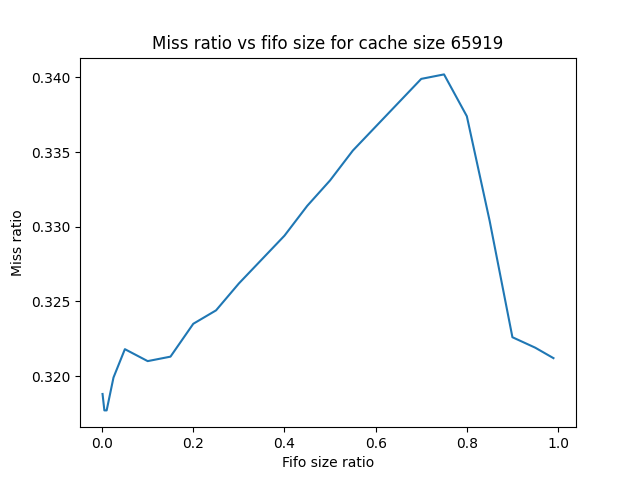 Miss ratio vs fifo size for cache size 65919
0.340
0.335
0.330
0.325
0.320
Miss ratio
0.0 0.2 0.4 0.6 0.8 1.0
Fifo size ratio